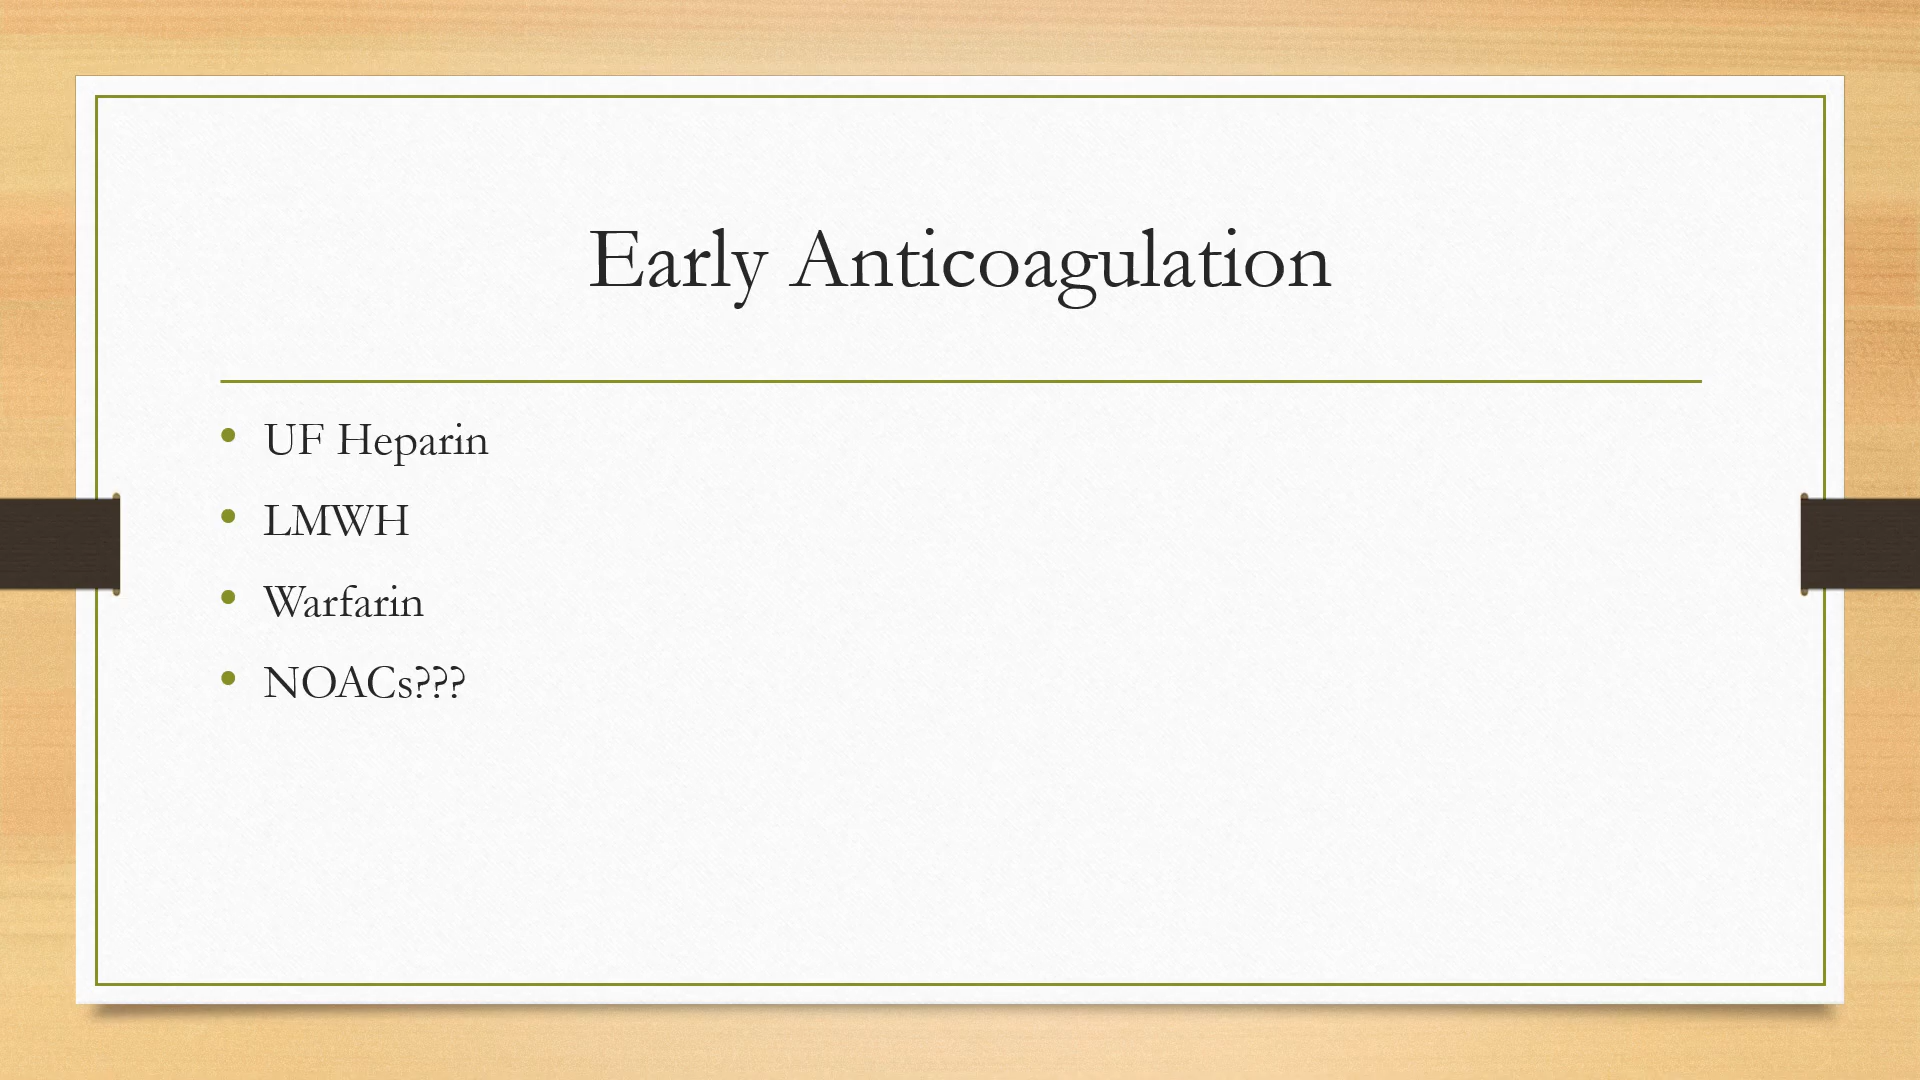 Early Anticoagulation
• UF Heparin
• LMWH
• Warfarin
• NOACs???